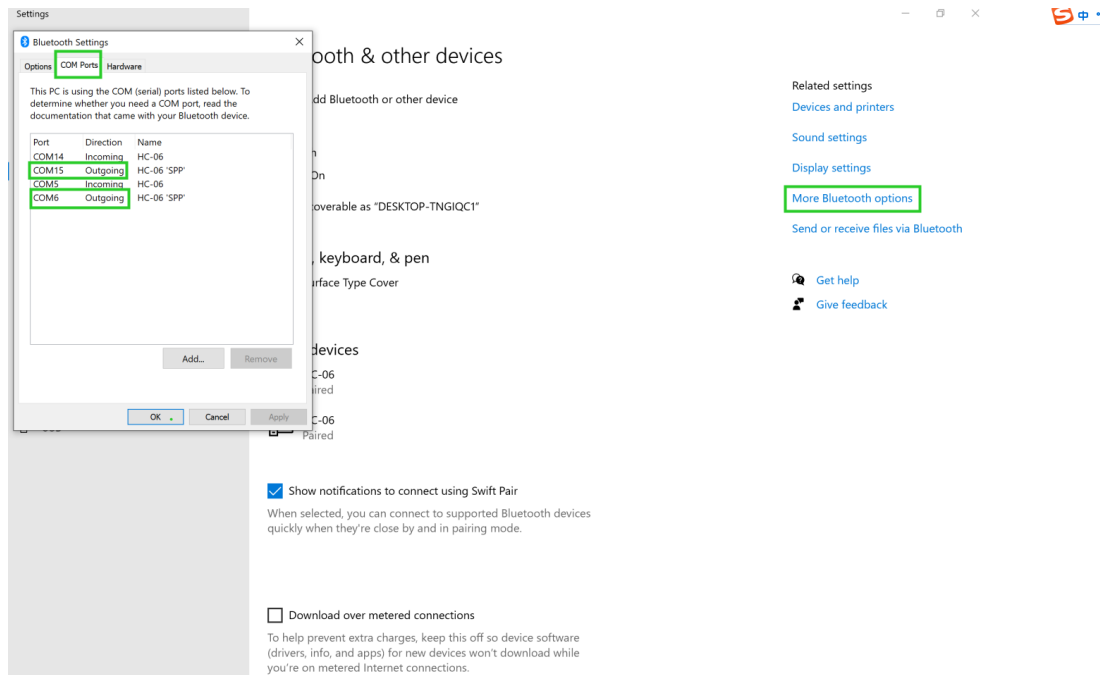 Settings
中
Bluetooth Settings
Options COM Ports Hardware
This PC is using the COM (serial) ports listed below. To
determine whether you need a COM port, read the
documentation that came with your Bluetooth device.
Port Direction Name
COM14 Incoming HC-06
COM15 Outgoing HC-06 'SPP'
COM5 Incoming HC-06
COM6 Outgoing HC-06 'SPP'
Add... Remove
OK Cancel Apply
ooth & other devices
dd Bluetooth or other device
On
overable as "DESKTOP-TNGIQC1"
, keyboard, & pen
urface Type Cover
devices
C-06
aired
C-06
Paired
Show notifications to connect using Swift Pair
When selected, you can connect to supported Bluetooth devices
quickly when they're close by and in pairing mode.
Download over metered connections
To help prevent extra charges, keep this off so device software
(drivers, info, and apps) for new devices won't download while
you're on metered Internet connections.
Related settings
Devices and printers
Sound settings
Display settings
More Bluetooth options
Send or receive files via Bluetooth
Get help
Give feedback